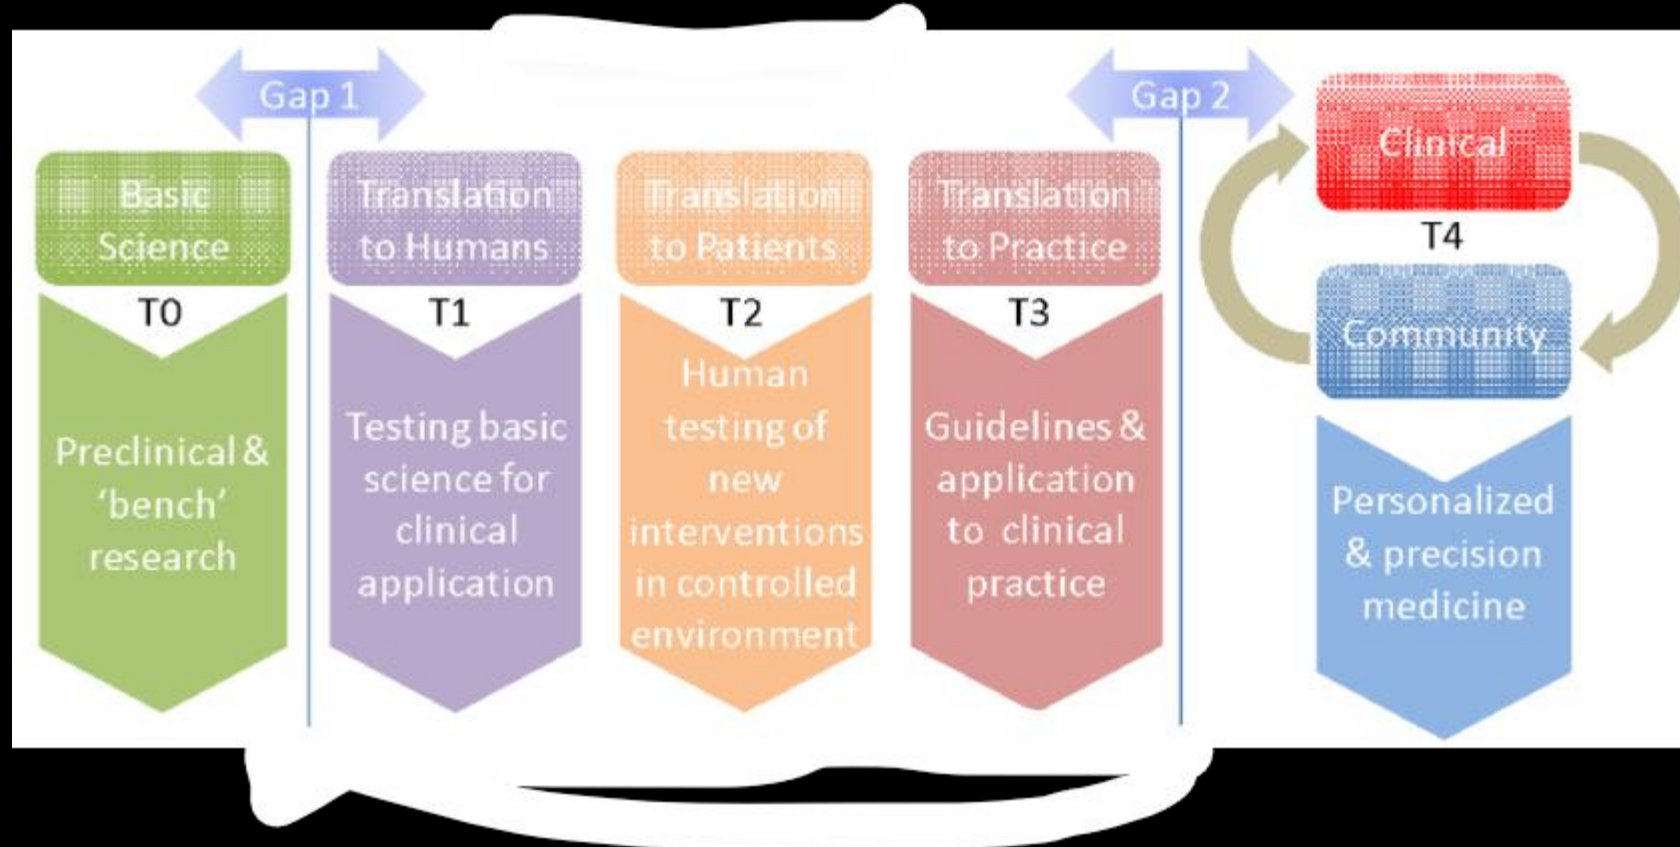 Gap 1
Gap 2
Basic
Science
T0
Preclinical &
‘bench’
research
Translation
to Humans
T1
Testing basic
science for
clinical
application
Translation
to Patients
T2
Human
testing of
new
interventions
in controlled
environment
Translation
to Practice
T3
Guidelines &
application
to clinical
practice
Clinical
T4
Community
Personalized
& precision
medicine